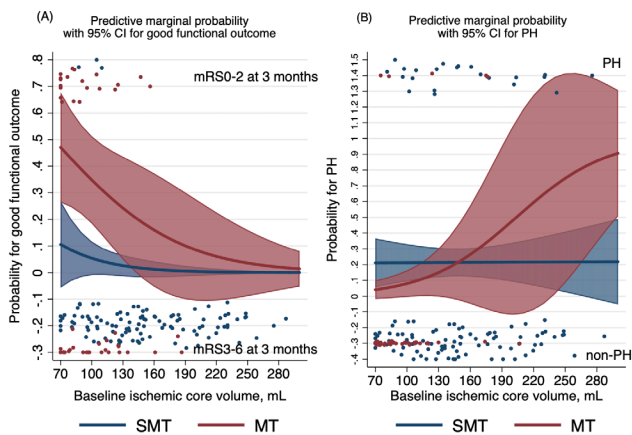 (A)
Predictive marginal probability
with 95% CI for good functional outcome
Probability for good functional outcome
.8
.7
.6
.5
.4
.3
.2
.1
0
-.1
-.2
-.3
mRS0-2 at 3 months
mRS3-6 at 3 months
70 100 130 160 190 220 250 280
Baseline ischemic core volume, mL
SMT MT
(B)
Predictive marginal probability
with 95% CI for PH
Probability for PH
1.5
1.4
1.3
1.2
1.1
1
.9
.8
.7
.6
.5
.4
.3
.2
.1
0
-.1
-.2
-.3
-.4
PH
non-PH
70 100 130 160 190 220 250 280
Baseline ischemic core volume, mL
SMT MT